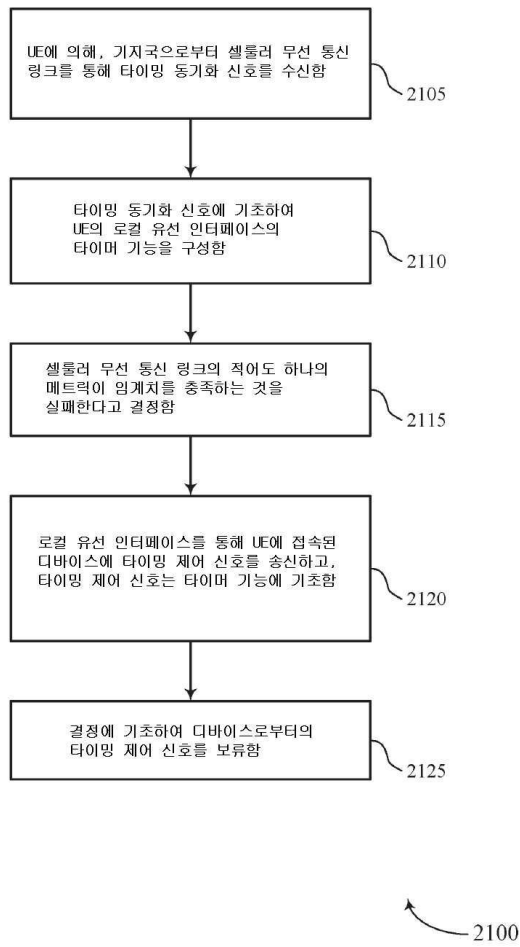 UE에 의해, 기지국으로부터 셀룰러 무선 통신
링크를 통해 타이밍 동기화 신호를 수신함
2105
타이밍 동기화 신호에 기초하여
UE의 로컬 유선 인터페이스의
타이머 기능을 구성함
2110
셀룰러 무선 통신 링크의 적어도 하나의
메트릭이 임계치를 충족하는 것을
실패한다고 결정함
2115
로컬 유선 인터페이스를 통해 UE에 접속된
디바이스에 타이밍 제어 신호를 송신하고,
타이밍 제어 신호는 타이머 기능에 기초함
2120
결정에 기초하여 디바이스로부터의
타이밍 제어 신호를 보류함
2125
2100